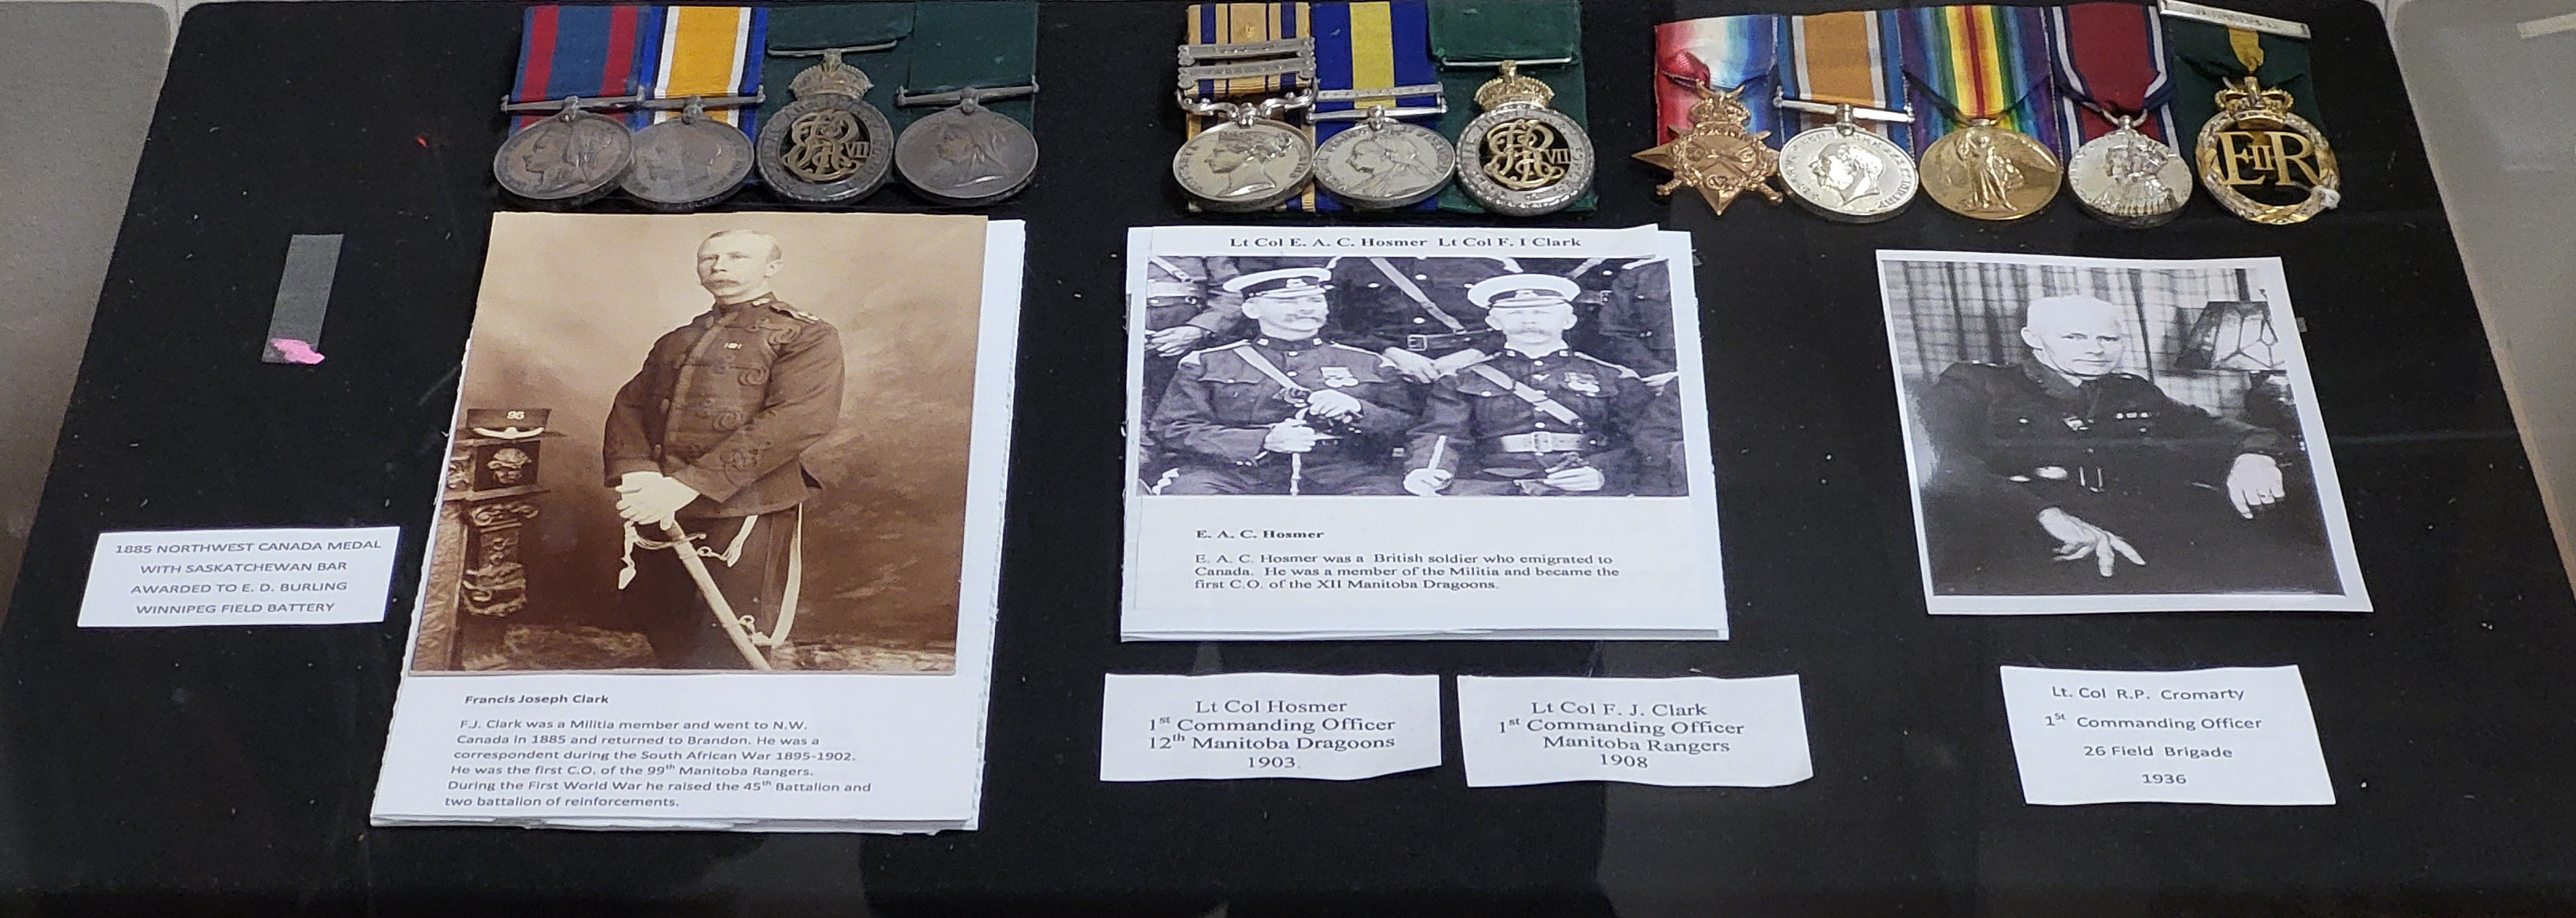 VII
VII
EIIR
Lt Col E. A. C. Hosmer Lt Col F. I Clark
95
1885 NORTHWEST CANADA MEDAL
WITH SASKATCHEWAN BAR
AWARDED TO E. D. BURLING
WINNIPEG FIELD BATTERY
Francis Joseph Clark
F.J. Clark was a Militia member and went to N.W.
Canada in 1885 and returned to Brandon. He was a
correspondent during the South African War 1895-1902.
He was the first C.O. of the 99th Manitoba Rangers.
During the First World War he raised the 45th Battalion and
two battalion of reinforcements.
E. A. C. Hosmer
E. A. C. Hosmer was a British soldier who emigrated to
Canada. He was a member of the Militia and became the
first C.O. of the XII Manitoba Dragoons.
Lt Col Hosmer
1st Commanding Officer
12th Manitoba Dragoons
1903
Lt Col F. J. Clark
1st Commanding Officer
Manitoba Rangers
1908
Lt. Col R.P. Cromarty
1St Commanding Officer
26 Field Brigade
1936